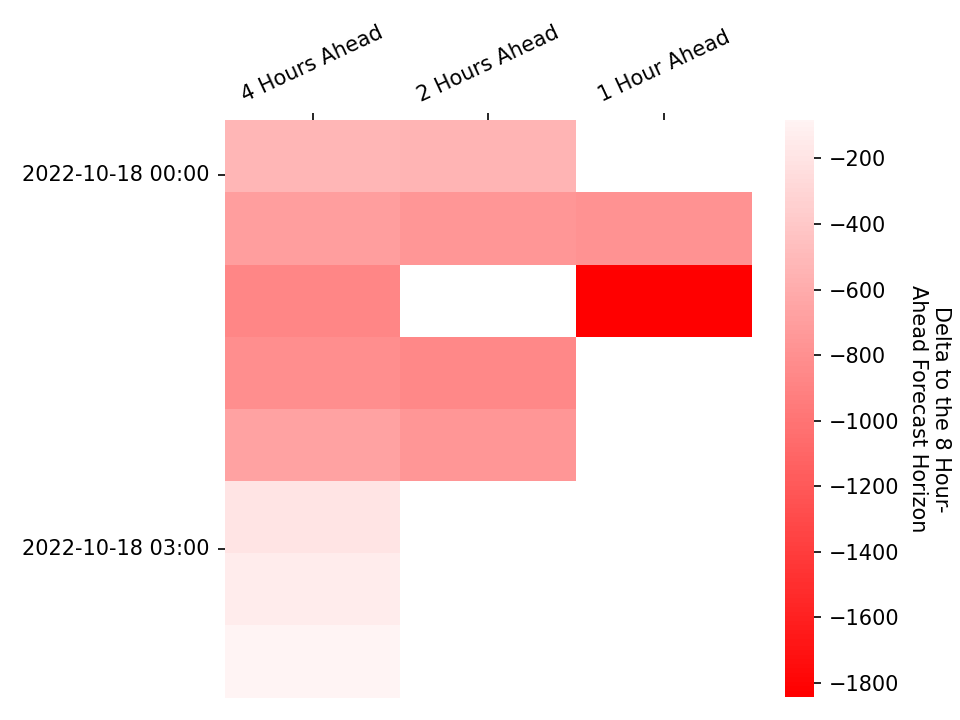 4 Hours Ahead
2 Hours Ahead
1 Hour Ahead
2022-10-18 00:00
2022-10-18 03:00
−200
−400
−600
−800
−1000
−1200
−1400
−1600
−1800
Delta to the 8 Hour-
Ahead Forecast Horizon